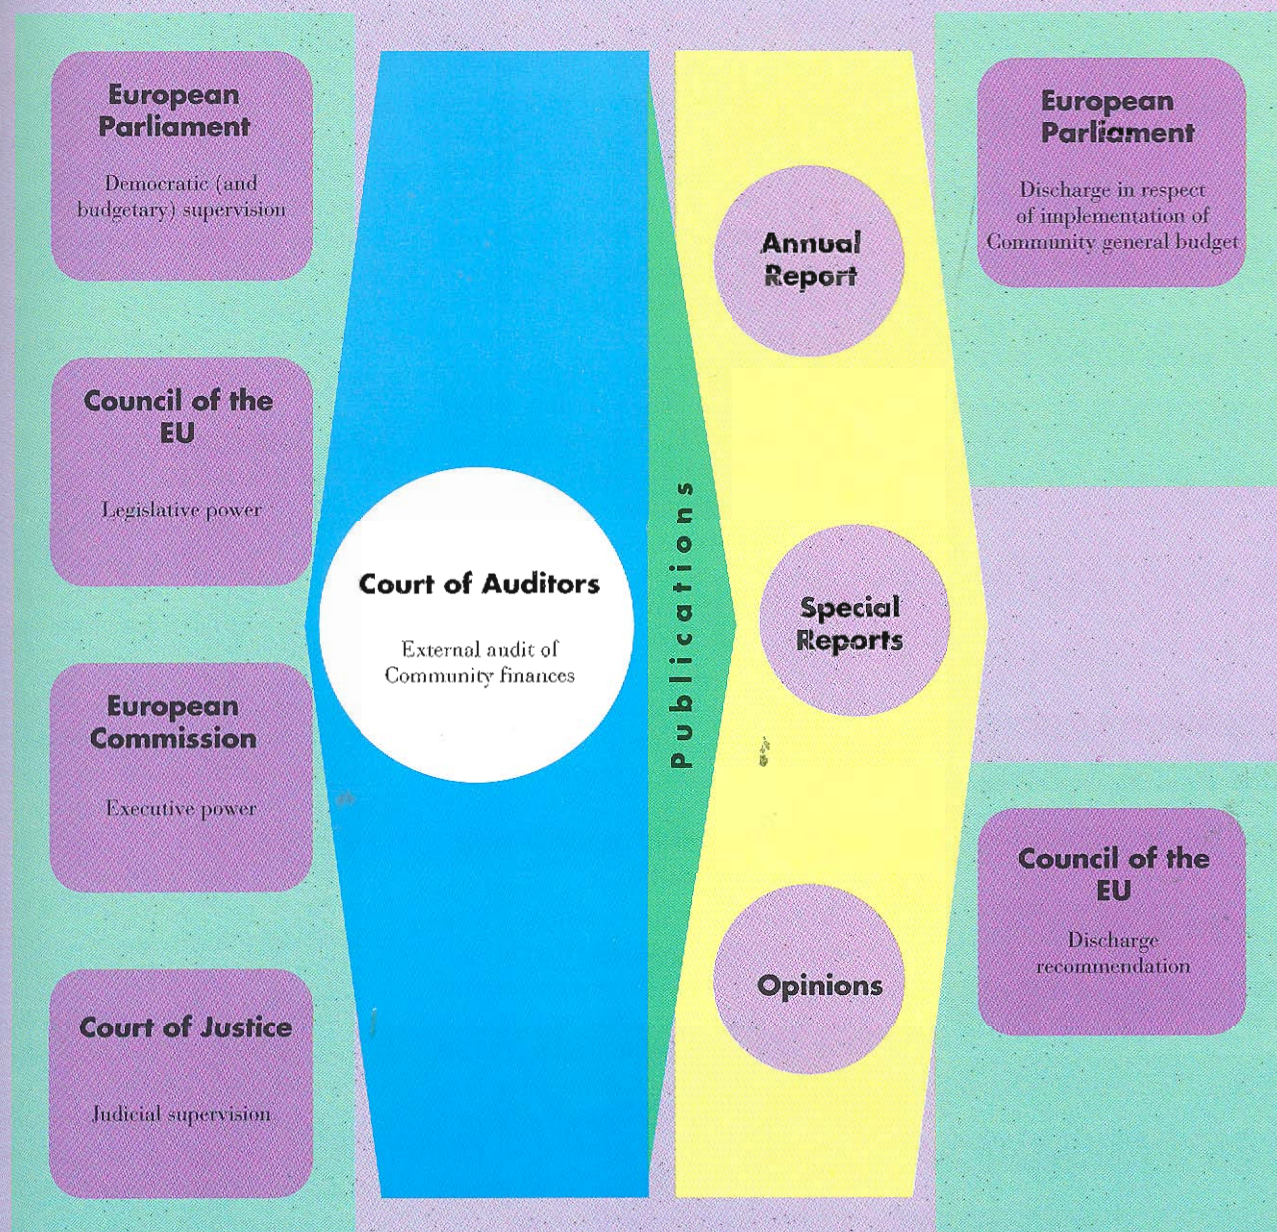 European
Parliament
Democratic (and
budgetary) supervision
Council of the
EU
Legislative power
European
Commission
Executive power
Court of Justice
Judicial supervision
Court of Auditors
External audit of
Community finances
Publications
Annual
Report
Special
Reports
Opinions
European
Parliament
Discharge in respect
of implementation of
Community general budget
Council of the
EU
Discharge
recommendation